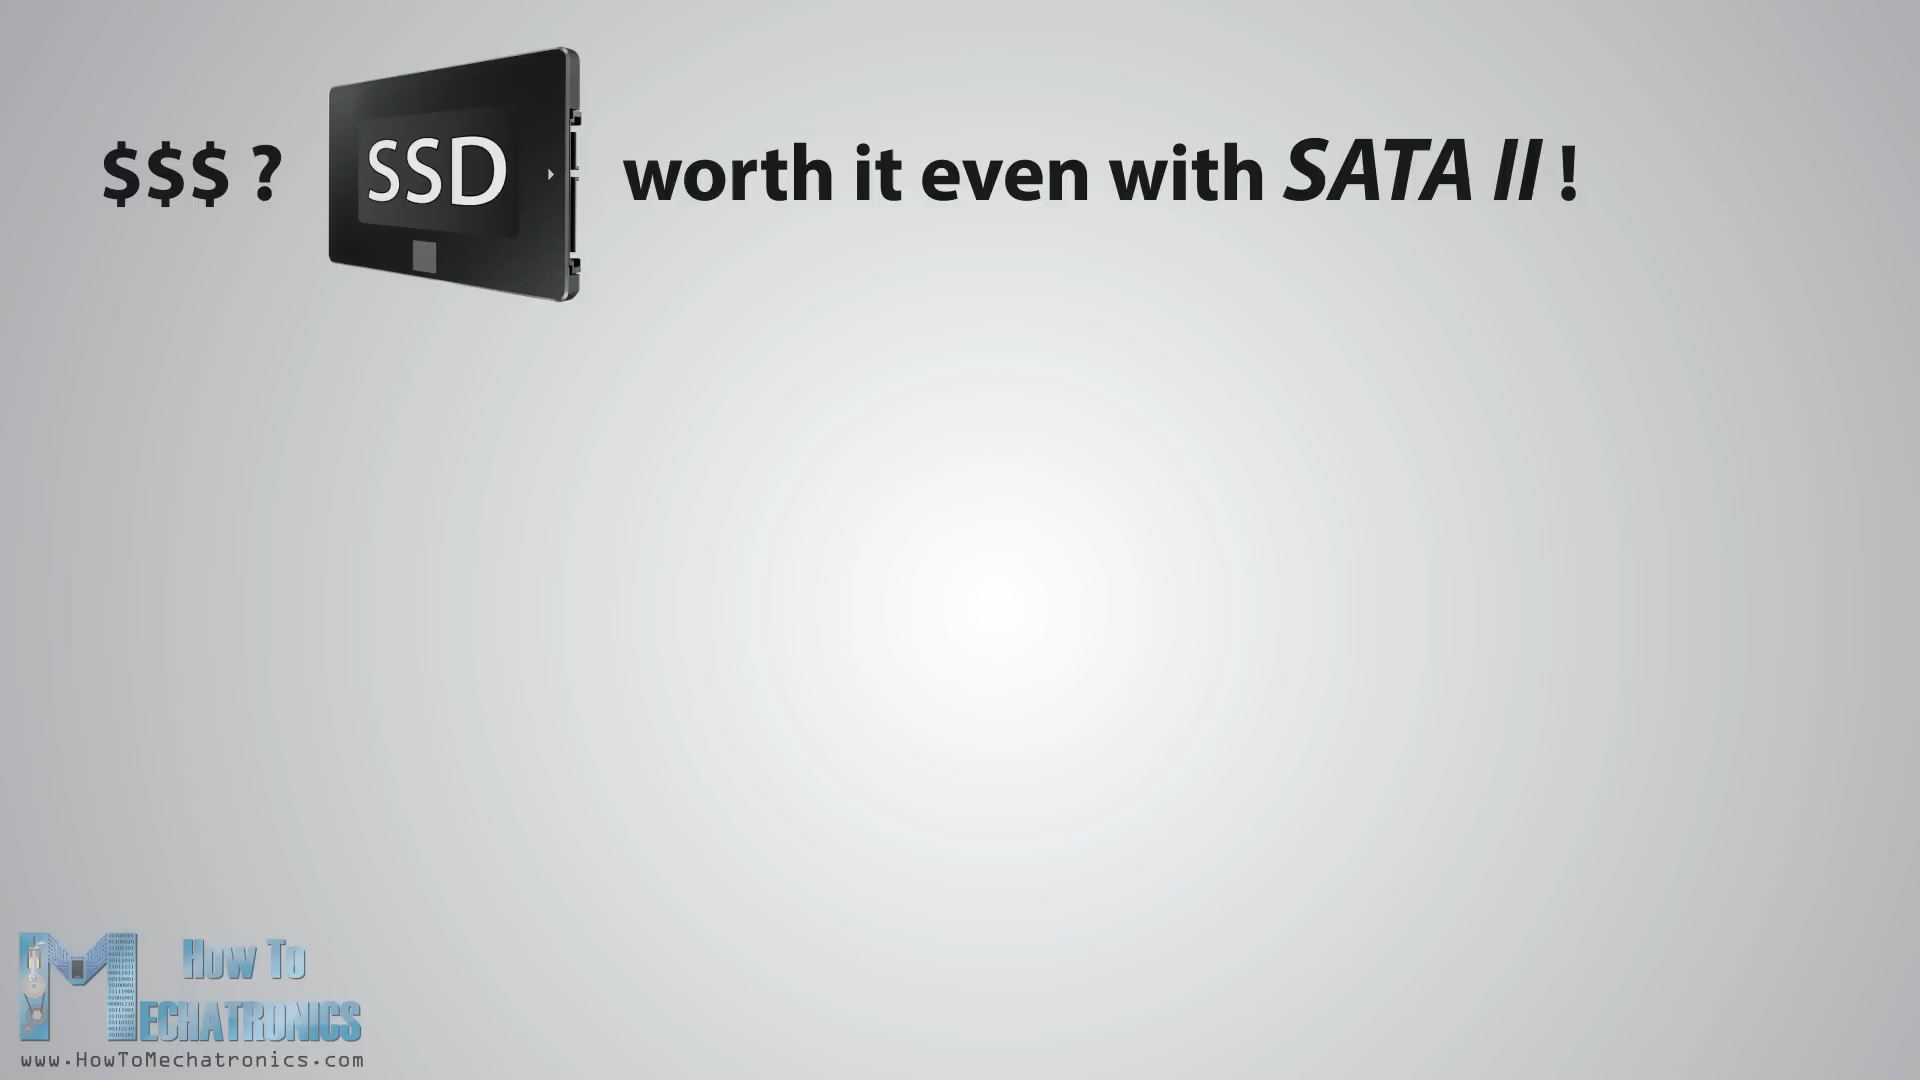 $$$ ? SSD worth it even with SATA II !
How To
MECHATRONICS
www.HowToMechatronics.com